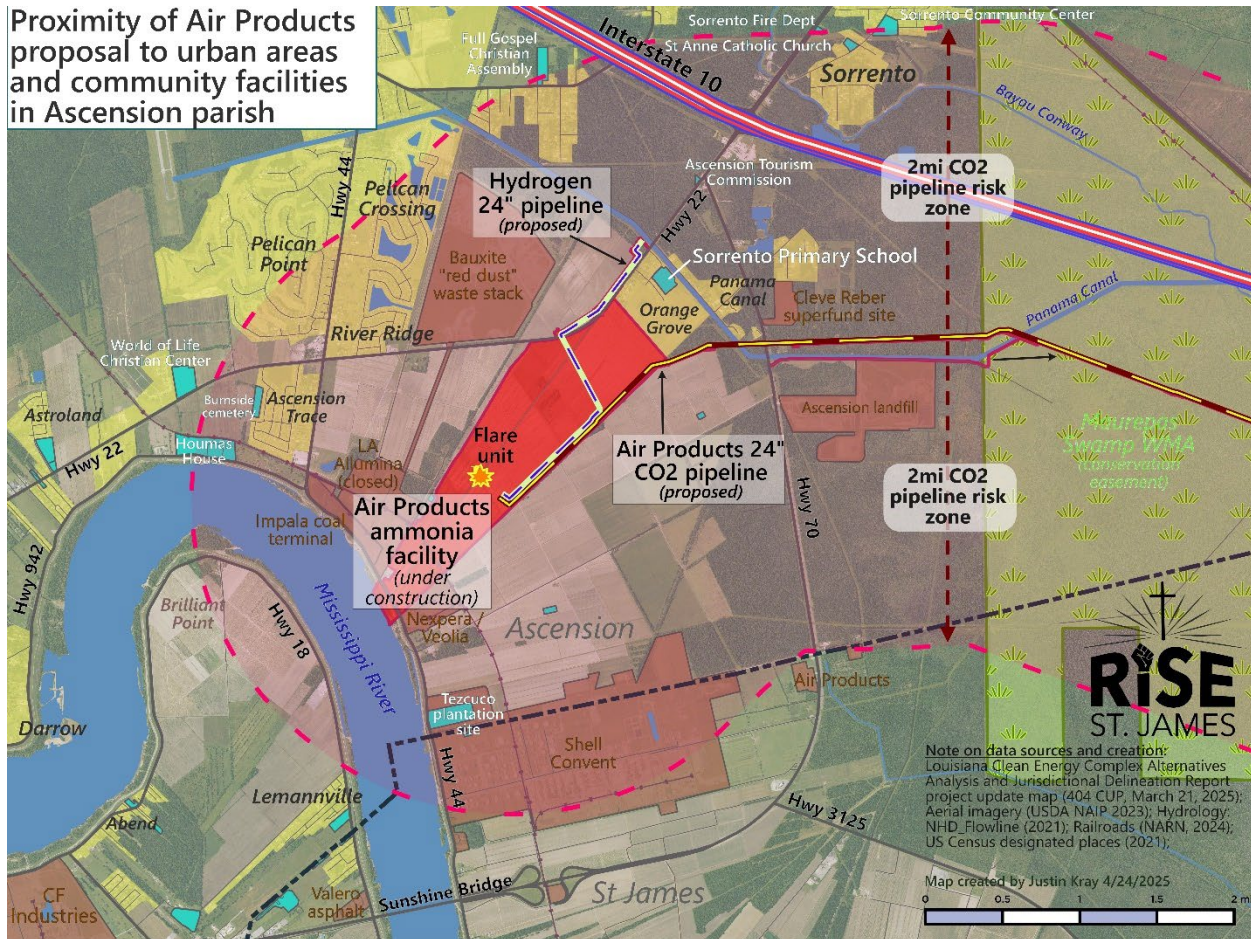 Proximity of Air Products
proposal to urban areas
and community facilities
in Ascension parish
Sorrento Fire Dept
Sorrento Community Center
Full Gospel
Christian
Assembly
St Anne Catholic Church
Interstate 10
Sorrento
Bayou Conway
Hwy 44
Pelican
Crossing
Hydrogen
24" pipeline
(proposed)
Ascension Tourism
Commission
2mi CO2
pipeline risk
zone
Hwy 22
Pelican
Point
Bauxite
"red dust"
waste stack
Sorrento Primary School
Panama
Canal
Orange
Grove
Cleve Reber
superfund site
Panama Canal
River Ridge
World of Life
Christian Center
Burnside
cemetery
Ascension
Trace
Astroland
Hwy 22
Houmas
House
LA
Allumina
(closed)
Flare
unit
Ascension landfill
Air Products 24"
CO2 pipeline
(proposed)
Maurepas
Swamp WMA
(conservation
easement)
2mi CO2
pipeline risk
zone
Hwy 70
Impala coal
terminal
Air Products
ammonia
facility
(under
construction)
Hwy 942
Brilliant
Point
Hwy 18
Mississippi River
Nexpera /
Veolia
Ascension
RISE
ST. JAMES
Air Products
Darrow
Tezcuco
plantation
site
Shell
Convent
Hwy 44
Lemannville
Abend
Hwy 3125
Note on data sources and creation:
Louisiana Clean Energy Complex Alternatives
Analysis and Jurisdictional Delineation Report
project update map (404 CUP, March 21, 2025);
Aerial imagery (USDA NAIP 2023); Hydrology:
NHD_Flowline (2021); Railroads (NARN, 2024);
US Census designated places (2021);
CF
Industries
Valero
asphalt
Sunshine Bridge
St James
Map created by Justin Kray 4/24/2025
0 0.5 1 1.5 2 m